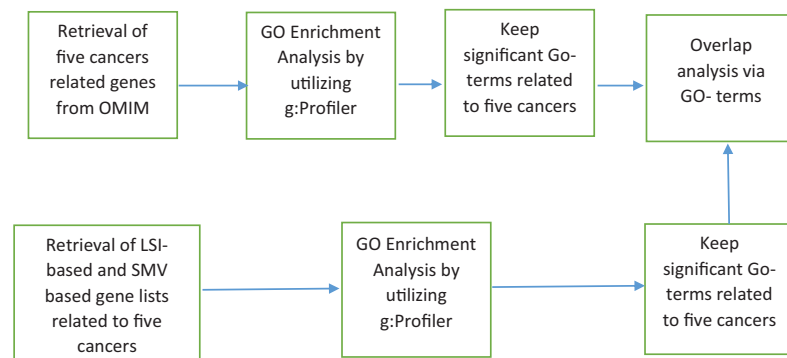 Retrieval of
five cancers
related genes
from OMIM
GO Enrichment
Analysis by
utilizing
g:Profiler
Keep
significant Go-
terms related
to five cancers
Overlap
analysis via
GO- terms
Retrieval of LSI-
based and SMV
based gene lists
related to five
cancers
GO Enrichment
Analysis by
utilizing
g:Profiler
Keep
significant Go-
terms related
to five cancers